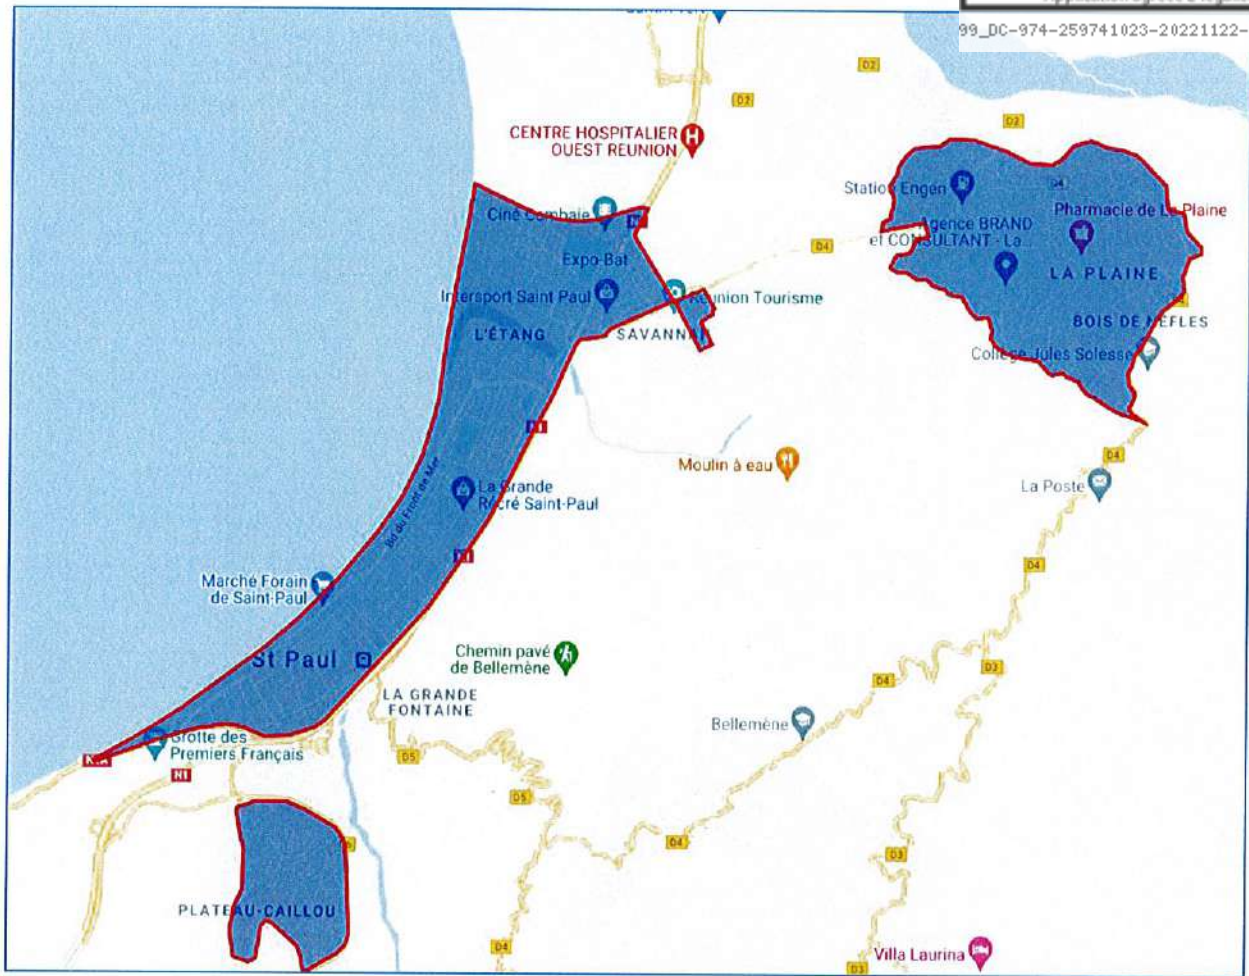 99_DC-974-259741023-20221122-
D2
D2
D2
CENTRE HOSPITALIER
OUEST REUNION
Station Engen
D4
Ciné Cambaie
Pharmacie de La Plaine
Agence BRAND
et CONSULTANT - La...
D4
Expo-Bat
LA PLAINE
Intersport Saint Paul
Réunion Tourisme
L'ÉTANG
SAVANNA
BOIS DE NÈFLES
Collège Jules Solesse
N1
Bd du Front de Mer
Moulin à eau
D4
La Poste
La Grande
Récré Saint-Paul
N1
D4
Marché Forain
de Saint-Paul
St Paul
Chemin pavé
de Bellemène
D3
D4
LA GRANDE
FONTAINE
Bellemène
Grotte des
Premiers Français
D5
N1
D5
D4
D3
PLATEAU-CAILLOU
D4
Villa Laurina
D3